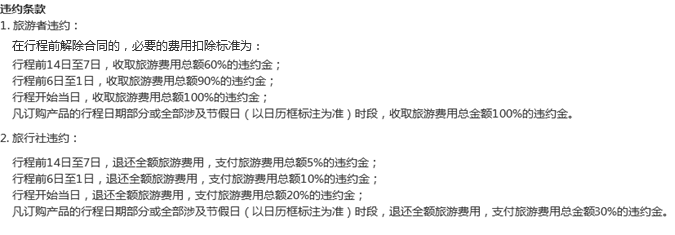 违约条款
1. 旅游者违约：
在行程前解除合同的，必要的费用扣除标准为：
行程前14日至7日，收取旅游费用总额60%的违约金；
行程前6日至1日，收取旅游费用总额90%的违约金；
行程开始当日，收取旅游费用总额100%的违约金；
凡订购产品的行程日期部分或全部涉及节假日（以日历框标注为准）时段，收取旅游费用总金额100%的违约金。
2. 旅行社违约：
行程前14日至7日，退还全额旅游费用，支付旅游费用总额5%的违约金；
行程前6日至1日，退还全额旅游费用，支付旅游费用总额10%的违约金；
行程开始当日，退还全额旅游费用，支付旅游费用总额20%的违约金；
凡订购产品的行程日期部分或全部涉及节假日（以日历框标注为准）时段，退还全额旅游费用，支付旅游费用总金额30%的违约金。